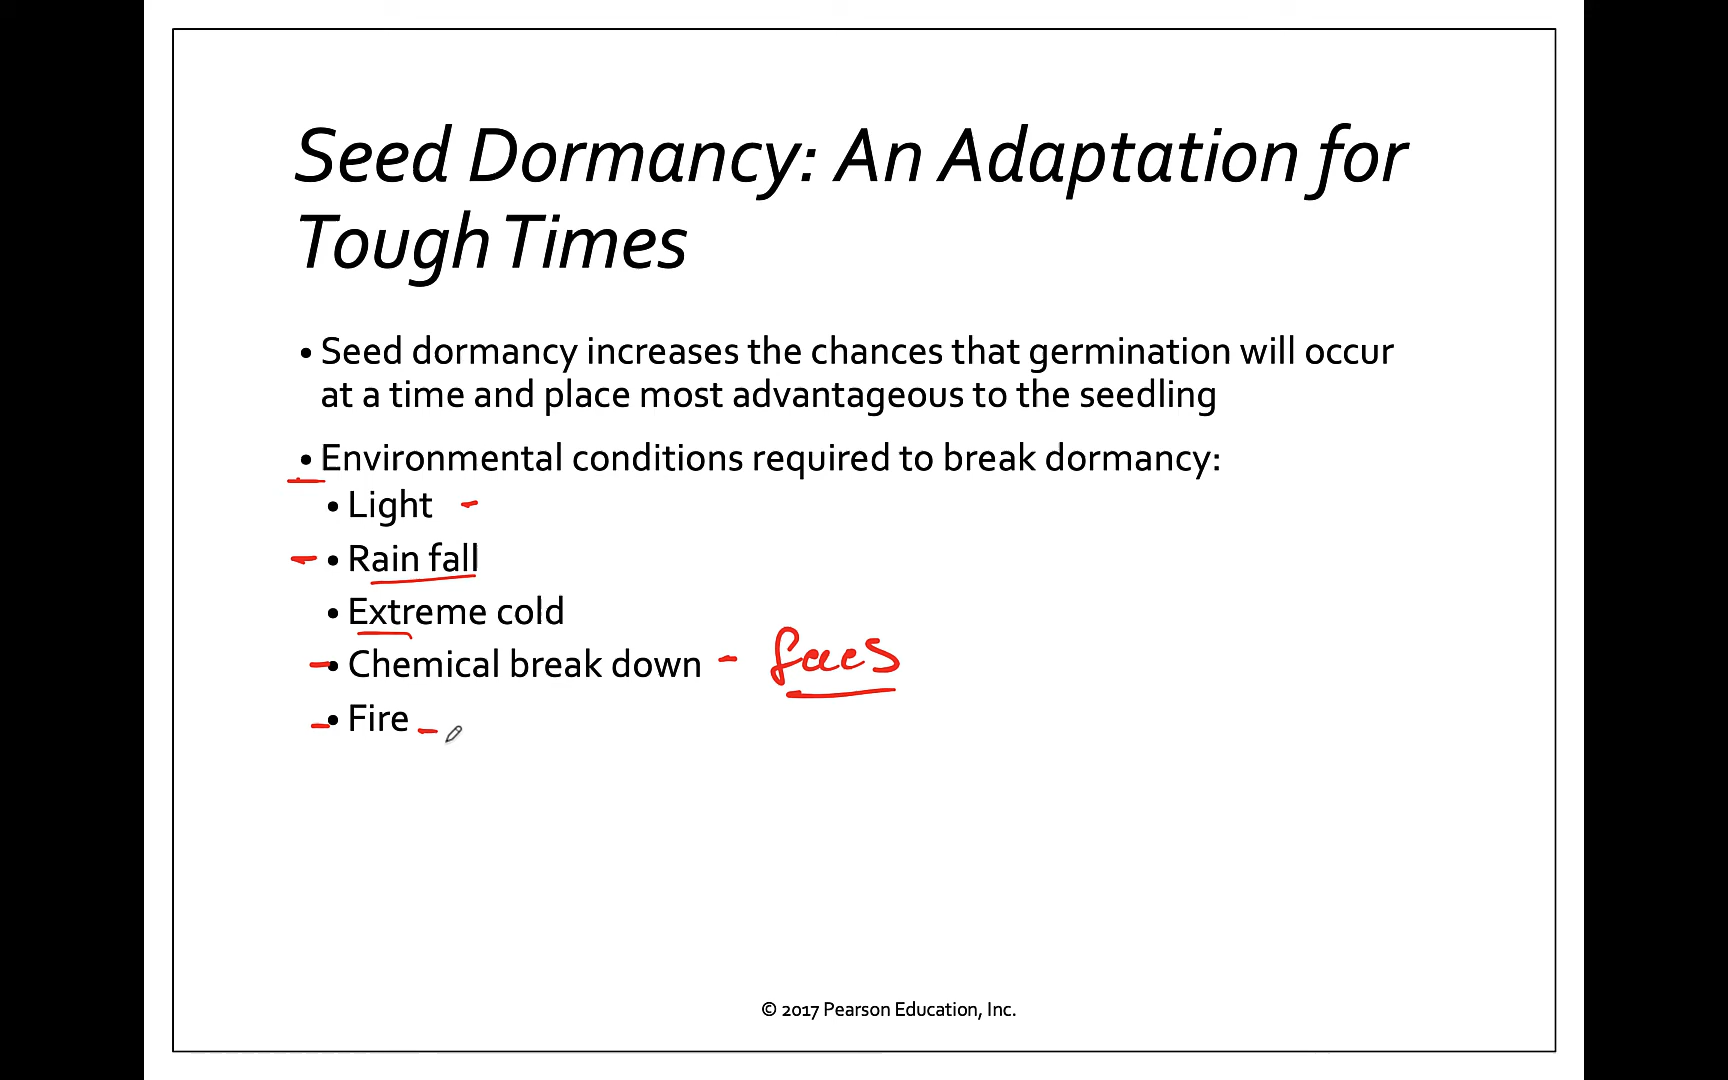 Seed Dormancy: An Adaptation for
Tough Times
• Seed dormancy increases the chances that germination will occur
at a time and place most advantageous to the seedling
• Environmental conditions required to break dormancy:
• Light -
- • Rain fall
• Extreme cold
- • Chemical break down -
- • Fire -
© 2017 Pearson Education, Inc.